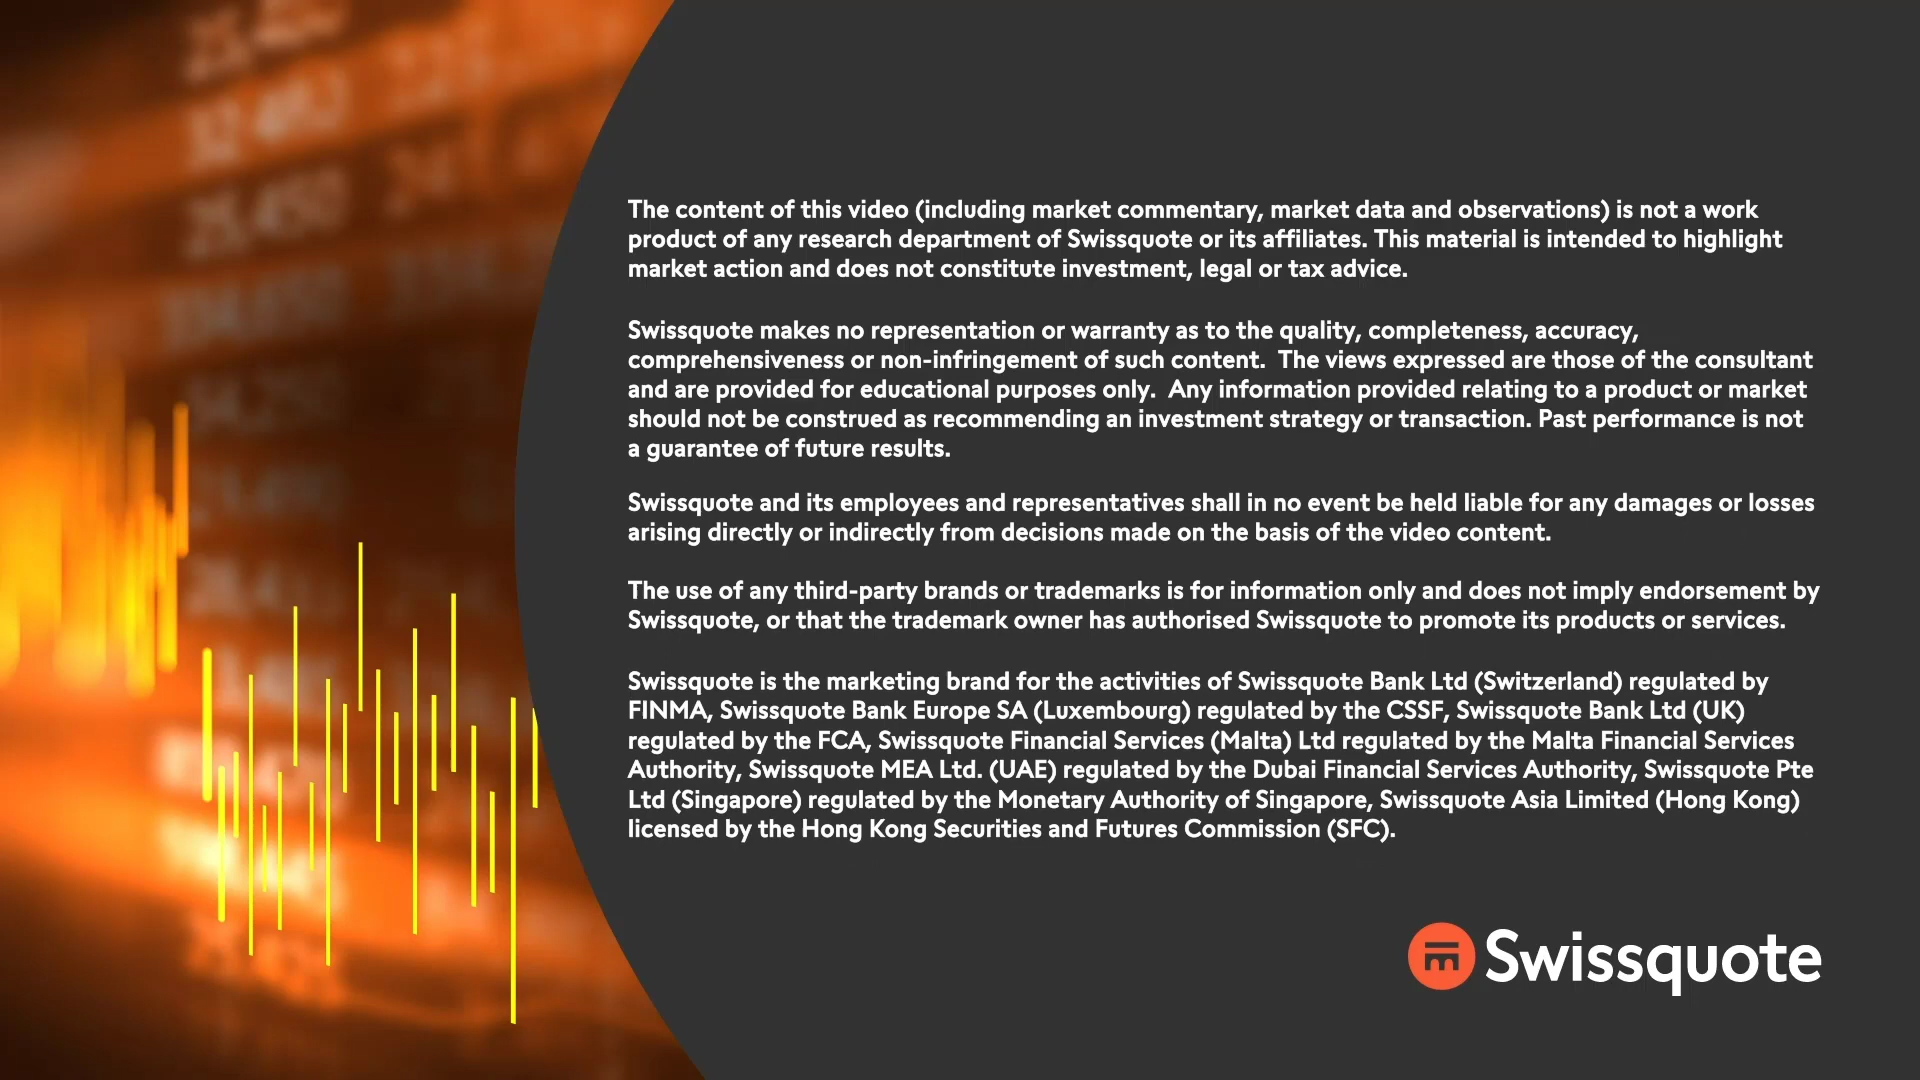 The content of this video (including market commentary, market data and observations) is not a work
product of any research department of Swissquote or its affiliates. This material is intended to highlight
market action and does not constitute investment, legal or tax advice.
Swissquote makes no representation or warranty as to the quality, completeness, accuracy,
comprehensiveness or non-infringement of such content.  The views expressed are those of the consultant
and are provided for educational purposes only.  Any information provided relating to a product or market
should not be construed as recommending an investment strategy or transaction. Past performance is not
a guarantee of future results.
Swissquote and its employees and representatives shall in no event be held liable for any damages or losses
arising directly or indirectly from decisions made on the basis of the video content.
The use of any third-party brands or trademarks is for information only and does not imply endorsement by
Swissquote, or that the trademark owner has authorised Swissquote to promote its products or services.
Swissquote is the marketing brand for the activities of Swissquote Bank Ltd (Switzerland) regulated by
FINMA, Swissquote Bank Europe SA (Luxembourg) regulated by the CSSF, Swissquote Bank Ltd (UK)
regulated by the FCA, Swissquote Financial Services (Malta) Ltd regulated by the Malta Financial Services
Authority, Swissquote MEA Ltd. (UAE) regulated by the Dubai Financial Services Authority, Swissquote Pte
Ltd (Singapore) regulated by the Monetary Authority of Singapore, Swissquote Asia Limited (Hong Kong)
licensed by the Hong Kong Securities and Futures Commission (SFC).
Swissquote